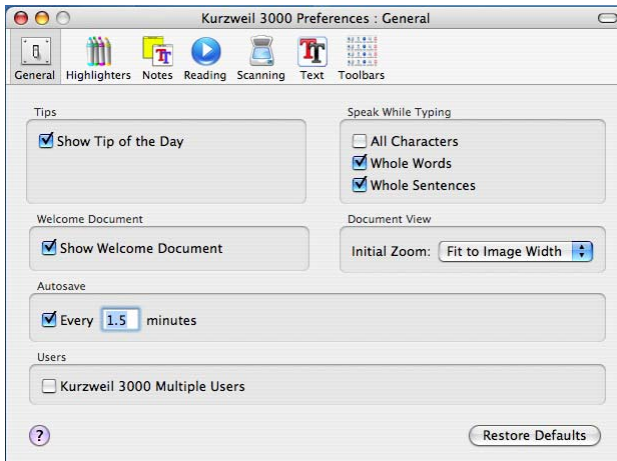 Kurzweil 3000 Preferences : General
General Highlighters Notes Reading Scanning Text Toolbars
Tips
Show Tip of the Day
Speak While Typing
All Characters
Whole Words
Whole Sentences
Welcome Document
Show Welcome Document
Document View
Initial Zoom: Fit to Image Width
Autosave
Every 1.5 minutes
Users
Kurzweil 3000 Multiple Users
? Restore Defaults